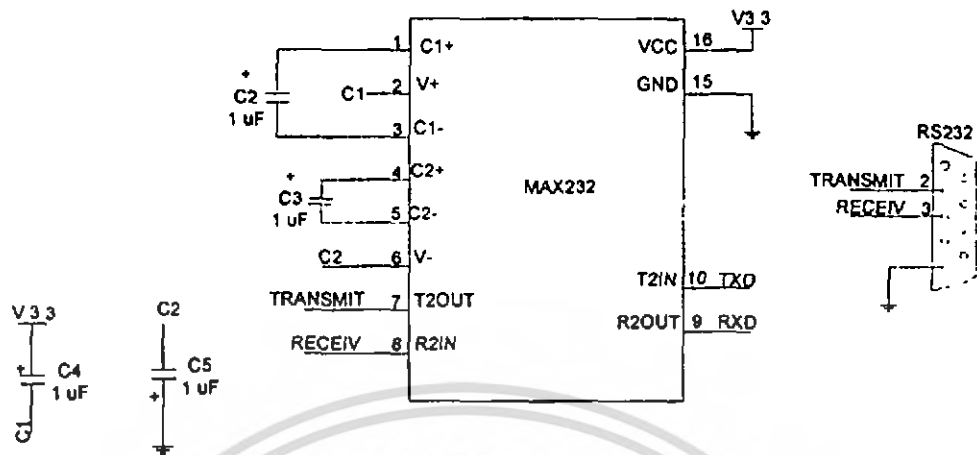 V3 3
1 C1+
VCC 16
+
C2
1 uF
C1 2 V+
GND 15
3 C1-
RS232
4 C2+
+
C3
1 uF
MAX232
TRANSMIT 2
5 C2-
RECEIV 3
C2 6 V-
T2IN 10 TXD
TRANSMIT 7 T2OUT
R2OUT 9 RXD
RECEIV 8 R2IN
V 3 3
C2
+
C4
1 uF
C5
1 uF
+
C1